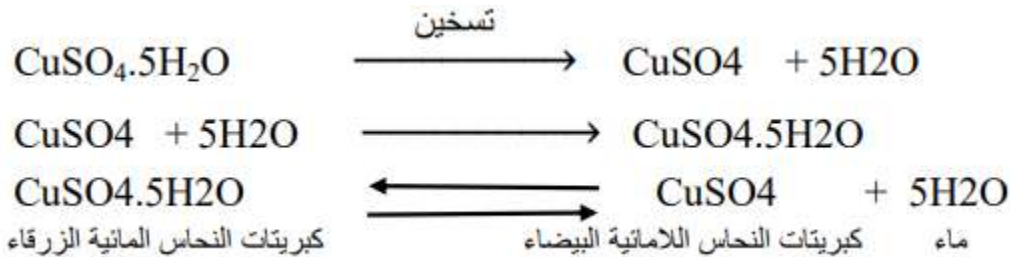 تسخين
CuSO₄.5H₂O ⟶ CuSO4 + 5H2O
CuSO4 + 5H2O ⟶ CuSO4.5H2O
CuSO4.5H2O ⇄ CuSO4 + 5H2O
كبريتات النحاس المائية الزرقاء كبريتات النحاس اللامائية البيضاء ماء